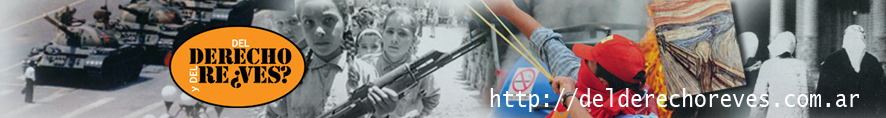 DEL
DERECHO
Y DEL
RE¿VES?
http://delderechoreves.com.ar